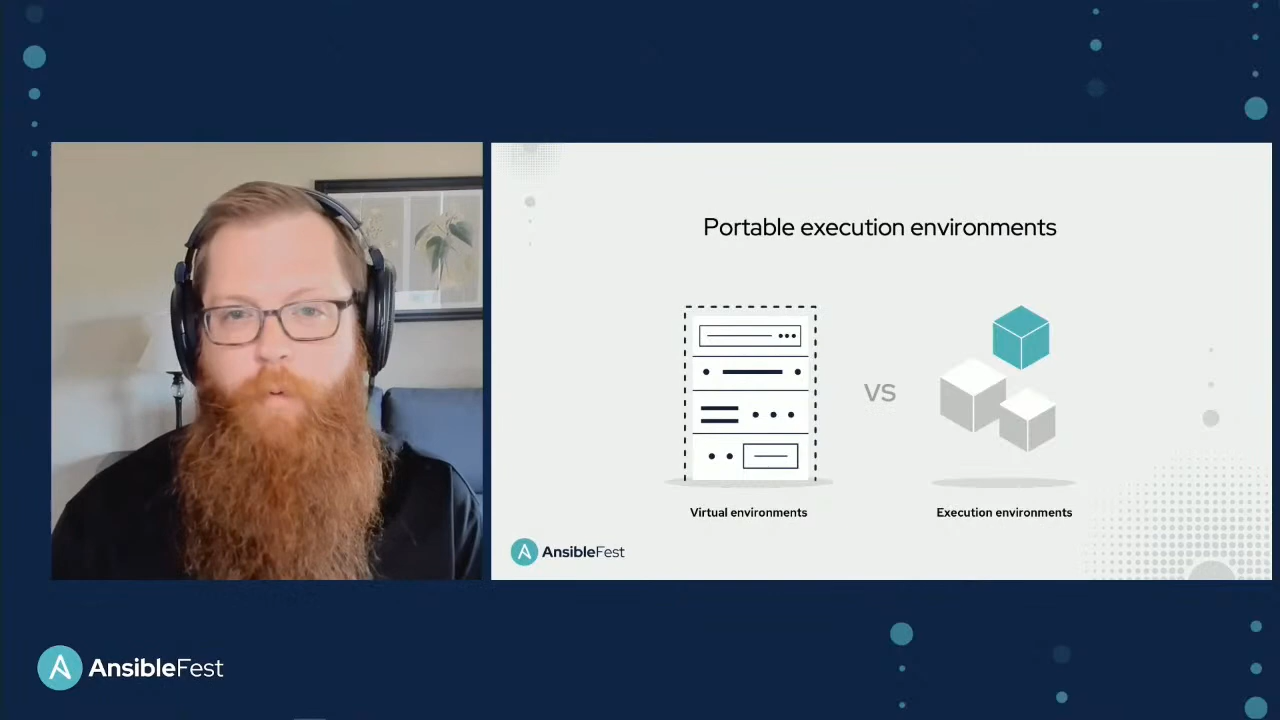 Portable execution environments
VS
Virtual environments
Execution environments
AnsibleFest
AnsibleFest